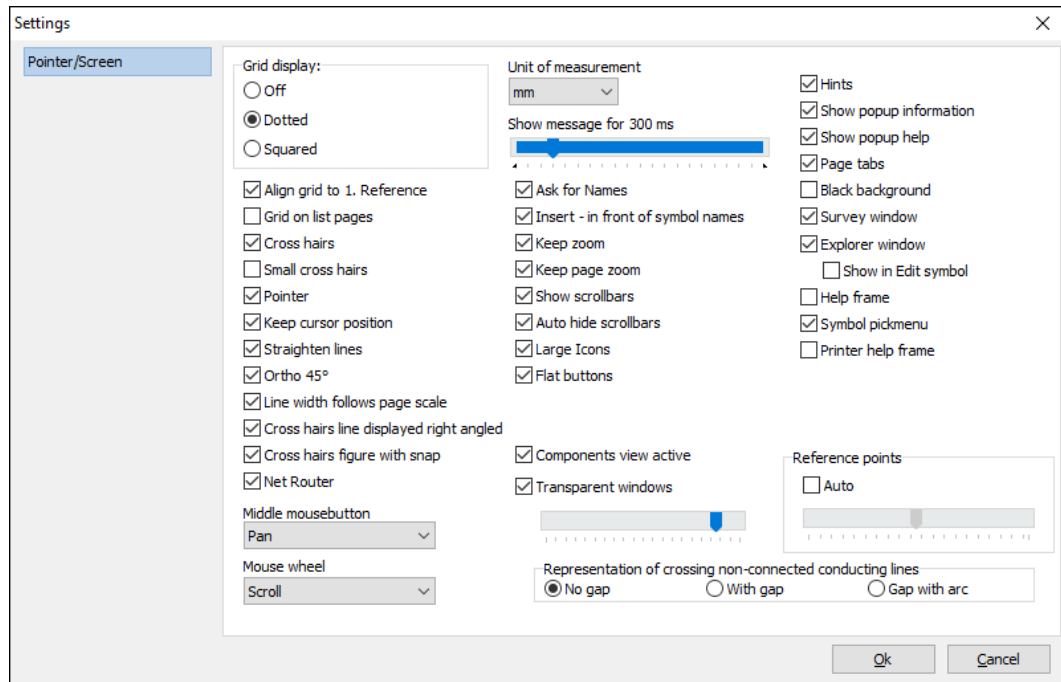 Settings
Pointer/Screen
Grid display:
Off
Dotted
Squared
Align grid to 1. Reference
Grid on list pages
Cross hairs
Small cross hairs
Pointer
Keep cursor position
Straighten lines
Ortho 45°
Line width follows page scale
Cross hairs line displayed right angled
Cross hairs figure with snap
Net Router
Middle mousebutton
Pan
Mouse wheel
Scroll
Unit of measurement
mm
Show message for 300 ms
Ask for Names
Insert - in front of symbol names
Keep zoom
Keep page zoom
Show scrollbars
Auto hide scrollbars
Large Icons
Flat buttons
Components view active
Transparent windows
Hints
Show popup information
Show popup help
Page tabs
Black background
Survey window
Explorer window
Show in Edit symbol
Help frame
Symbol pickmenu
Printer help frame
Reference points
Auto
Representation of crossing non-connected conducting lines
No gap
With gap
Gap with arc
Ok
Cancel